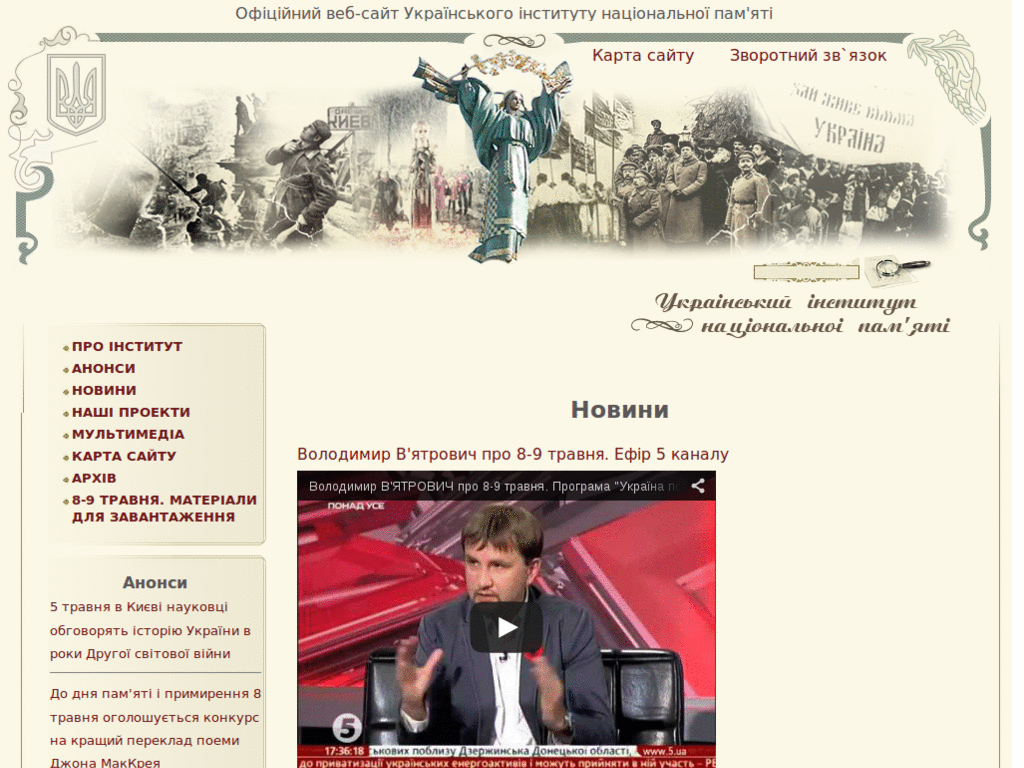 Офіційний веб-сайт Українського інституту національної пам'яті
Карта сайту Зворотний зв`язок
КИЕВ
ХАЙ ЖИВЕ ВІЛЬНА
УКРАЇНА
Український інститут
національної пам'яті
ПРО ІНСТИТУТ
АНОНСИ
НОВИНИ
НАШІ ПРОЕКТИ
МУЛЬТИМЕДІА
КАРТА САЙТУ
АРХІВ
8-9 ТРАВНЯ. МАТЕРІАЛИ
ДЛЯ ЗАВАНТАЖЕННЯ
Анонси
5 травня в Києві науковці
обговорять історію України в
роки Другої світової війни
До дня пам'яті і примирення 8
травня оголошується конкурс
на кращий переклад поеми
Джона МакКрея
Новини
Володимир В'ятрович про 8-9 травня. Ефір 5 каналу
Володимир В'ЯТРОВИЧ про 8-9 травня. Програма "Україна по
ПОНАД УСЕ
5
17:36:18 ськових поблизу Дзержинська Донецької області, www.5.ua
до приватизації українських енергоактивів і можуть прийняти в ній участь – РЕ